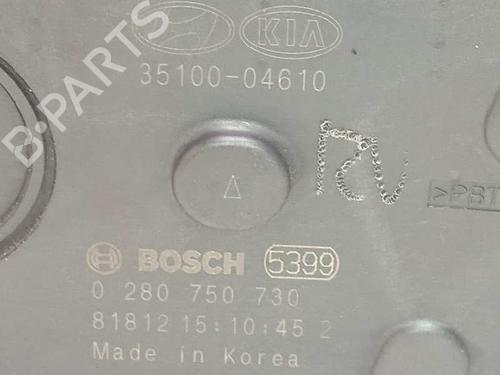 KIA
35100-04610
>PBT
BOSCH 5399
0 280 750 730
81812 15:10:45 2
Made in Korea
B-PARTS